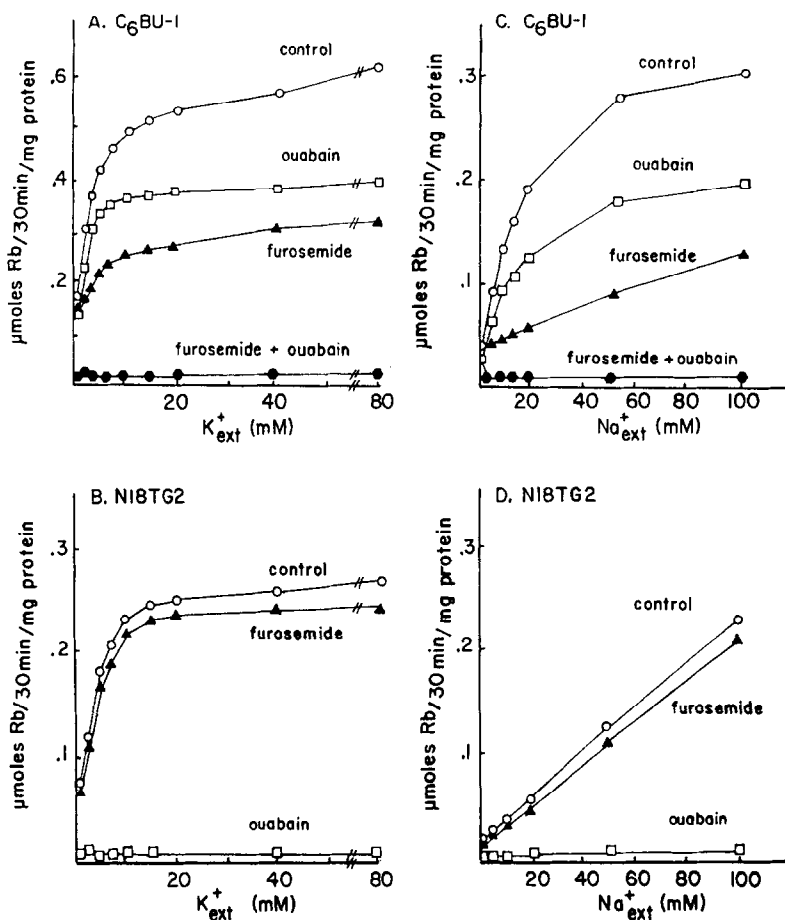 A. C6BU-1
control
ouabain
furosemide
furosemide + ouabain
.6
.4
.2
20
40
80
K+ext (mM)
μmoles Rb/30min/mg protein
C. C6BU-1
control
ouabain
furosemide
furosemide + ouabain
.3
.2
.1
20
40
60
80
100
Na+ext (mM)
μmoles Rb/30min/mg protein
B. N18TG2
control
furosemide
ouabain
.3
.2
.1
20
40
80
K+ext (mM)
μmoles Rb/30min/mg protein
D. N18TG2
control
furosemide
ouabain
.3
.2
.1
20
40
60
80
100
Na+ext (mM)
μmoles Rb/30min/mg protein